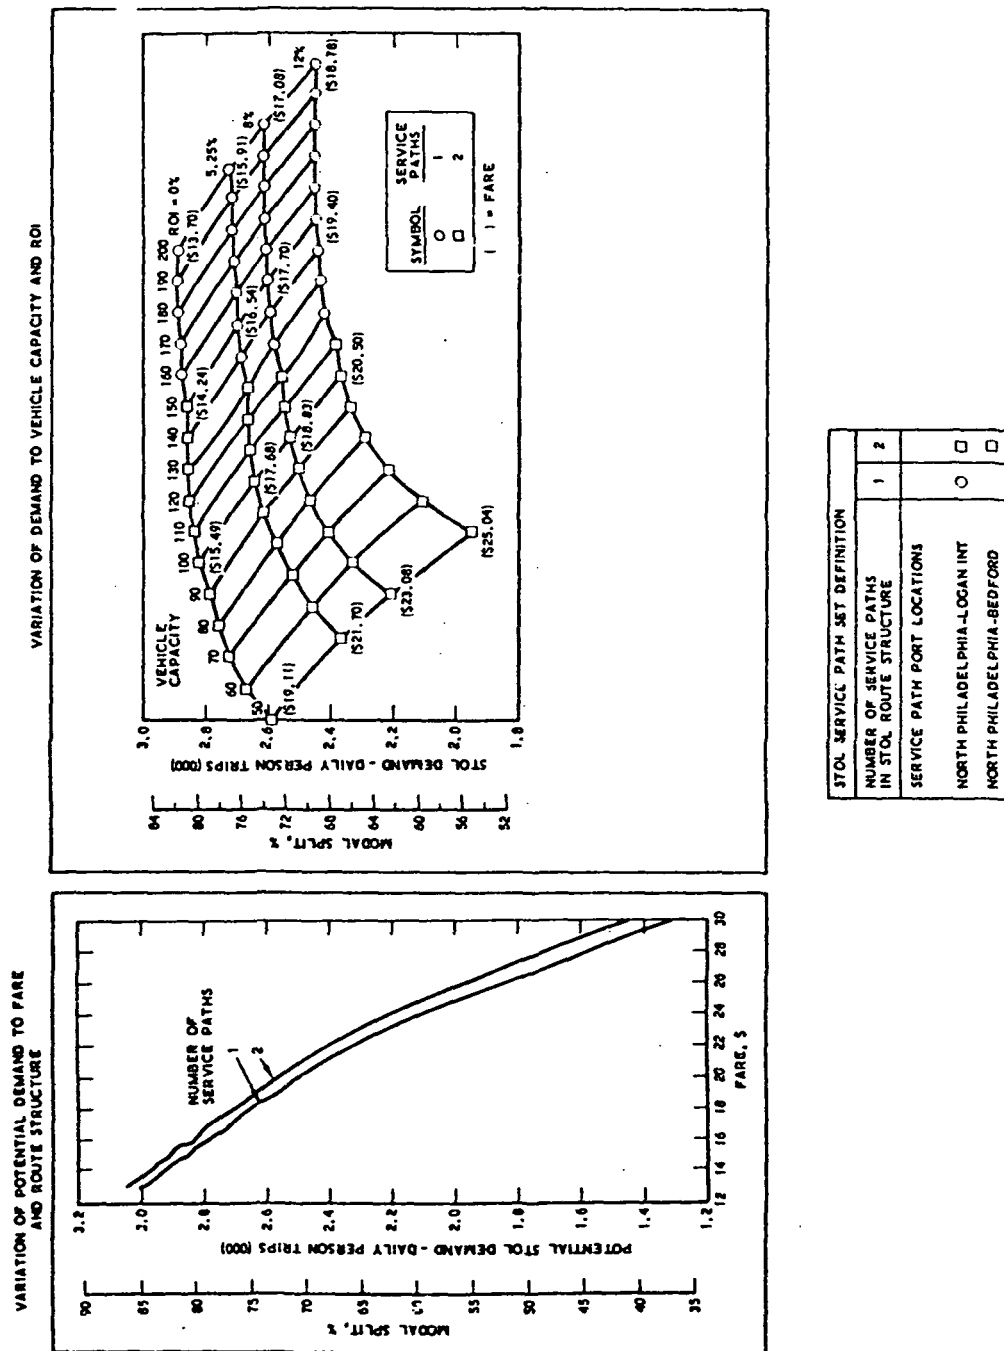 VARIATION OF POTENTIAL DEMAND TO FARE
AND ROUTE STRUCTURE
MODAL SPLIT, %
90
85
80
75
70
65
60
55
50
45
40
35
POTENTIAL STOL DEMAND - DAILY PERSON TRIPS (000)
3.2
3.0
2.8
2.6
2.4
2.2
2.0
1.8
1.6
1.4
1.2
NUMBER OF
SERVICE PATHS
1
2
12 14 16 18 20 22 24 26 28 30
FARE, $
VARIATION OF DEMAND TO VEHICLE CAPACITY AND ROI
MODAL SPLIT, %
84
80
76
72
68
64
60
56
52
STOL DEMAND - DAILY PERSON TRIPS (000)
3.0
2.8
2.6
2.4
2.2
2.0
1.8
VEHICLE
CAPACITY
50 60 70 80 90 100 110 120 130 140 150 160 170 180 190 200
ROI = 0%
($19.11) ($15.49) ($14.24) ($13.70)
5.25%
($21.70) ($17.68) ($16.54) ($15.91)
8%
($23.08) ($18.83) ($17.70) ($17.08)
12%
($25.04) ($20.50) ($19.40) ($18.78)
SYMBOL SERVICE
PATHS
○ 1
□ 2
( ) = FARE
STOL SERVICE PATH SET DEFINITION
NUMBER OF SERVICE PATHS
IN STOL ROUTE STRUCTURE 1 2
SERVICE PATH PORT LOCATIONS
NORTH PHILADELPHIA-LOGAN INT ○ □
NORTH PHILADELPHIA-BEDFORD □